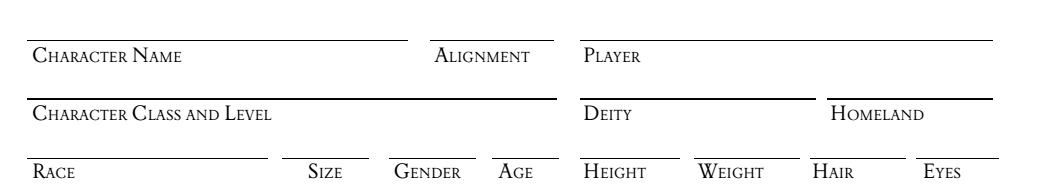 Character Name Alignment Player
Character Class and Level Deity Homeland
Race Size Gender Age Height Weight Hair Eyes